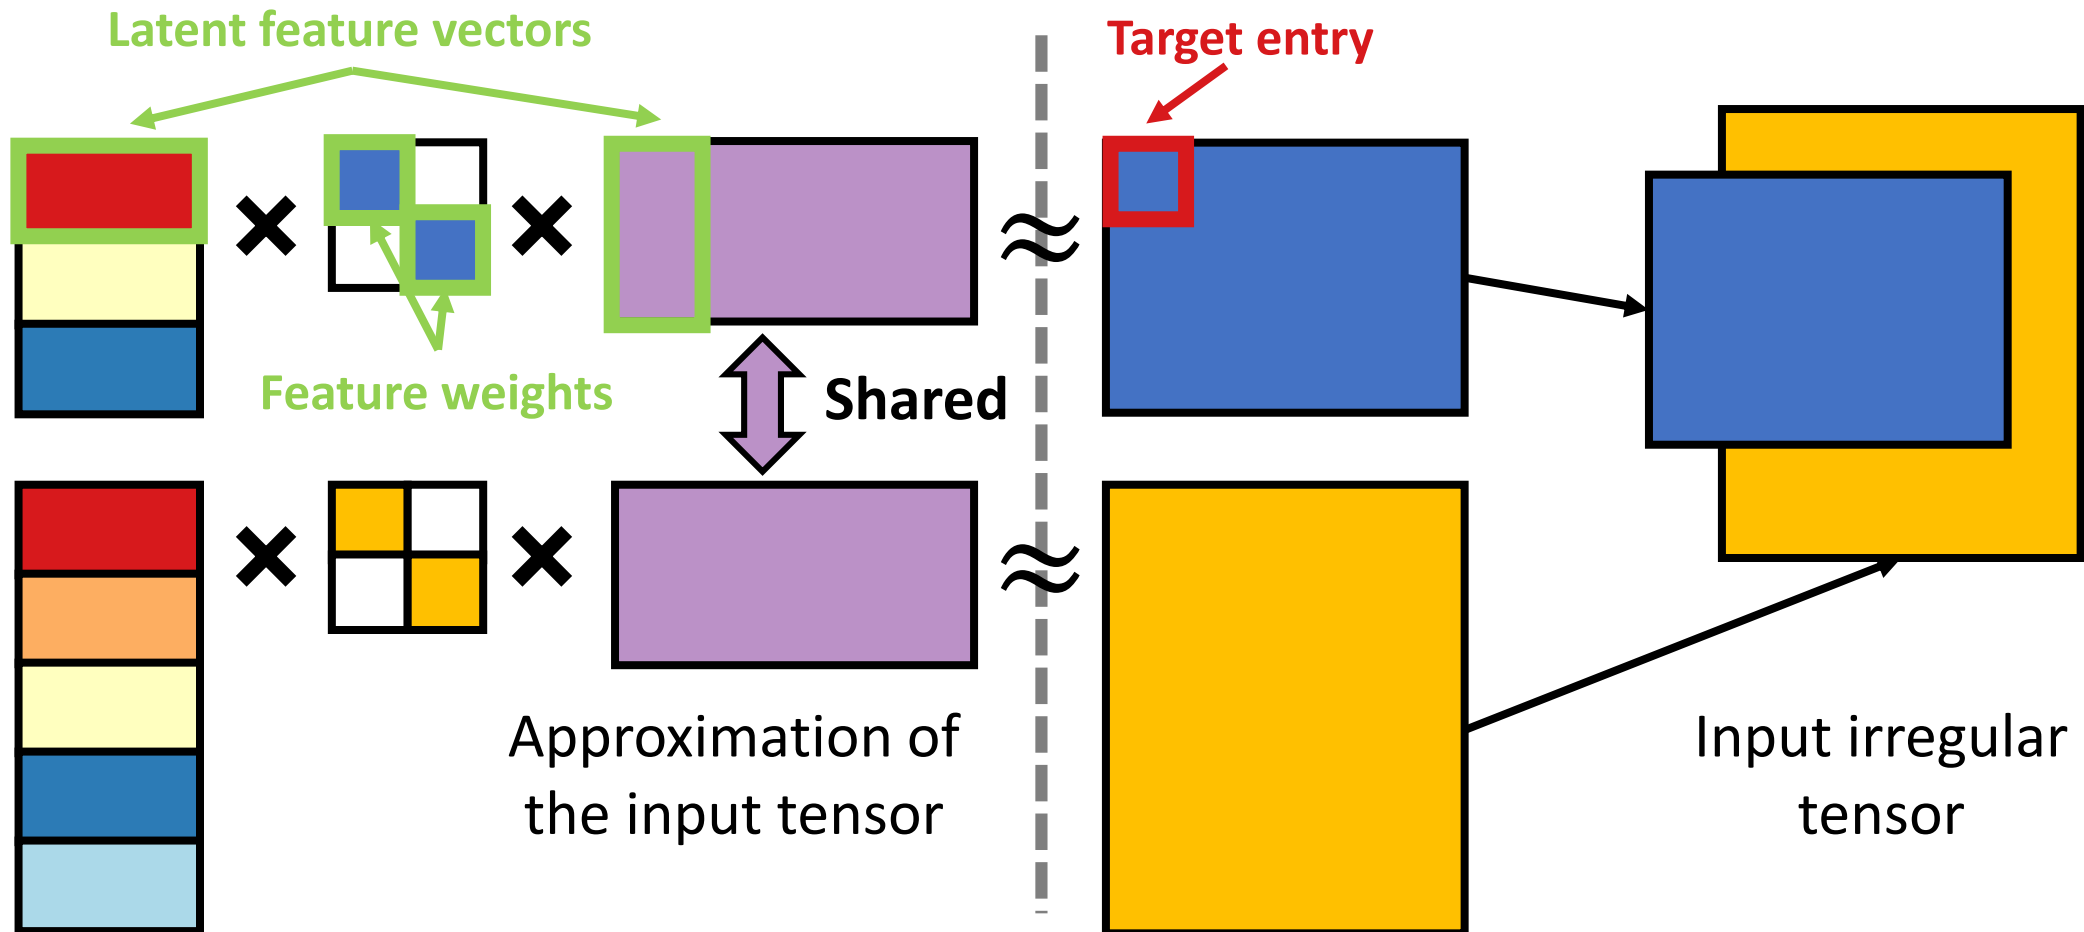 Latent feature vectors
Target entry
Feature weights
Shared
Approximation of
the input tensor
Input irregular
tensor